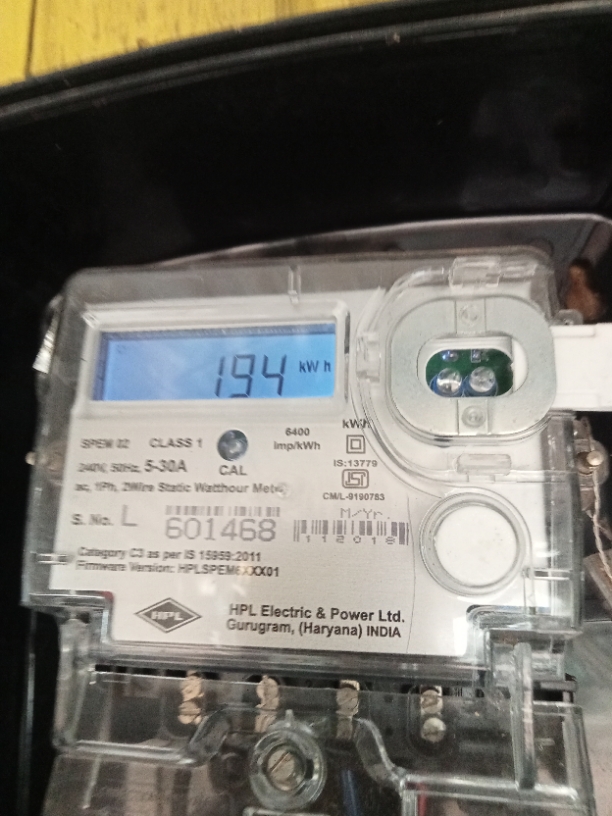 194 kWh
kWh
SPEM 02 CLASS 1 6400
imp/kWh
240V, 50Hz, 5-30A CAL IS:13779
ac, 1Ph, 2Wire Static Watthour Meter
CM/L-9190783
S. No. L 601468
M/Yr.
Category C3 as per IS 15959:2011
Firmware Version:
HPL
HPL Electric & Power Ltd.
Gurugram, (Haryana) INDIA